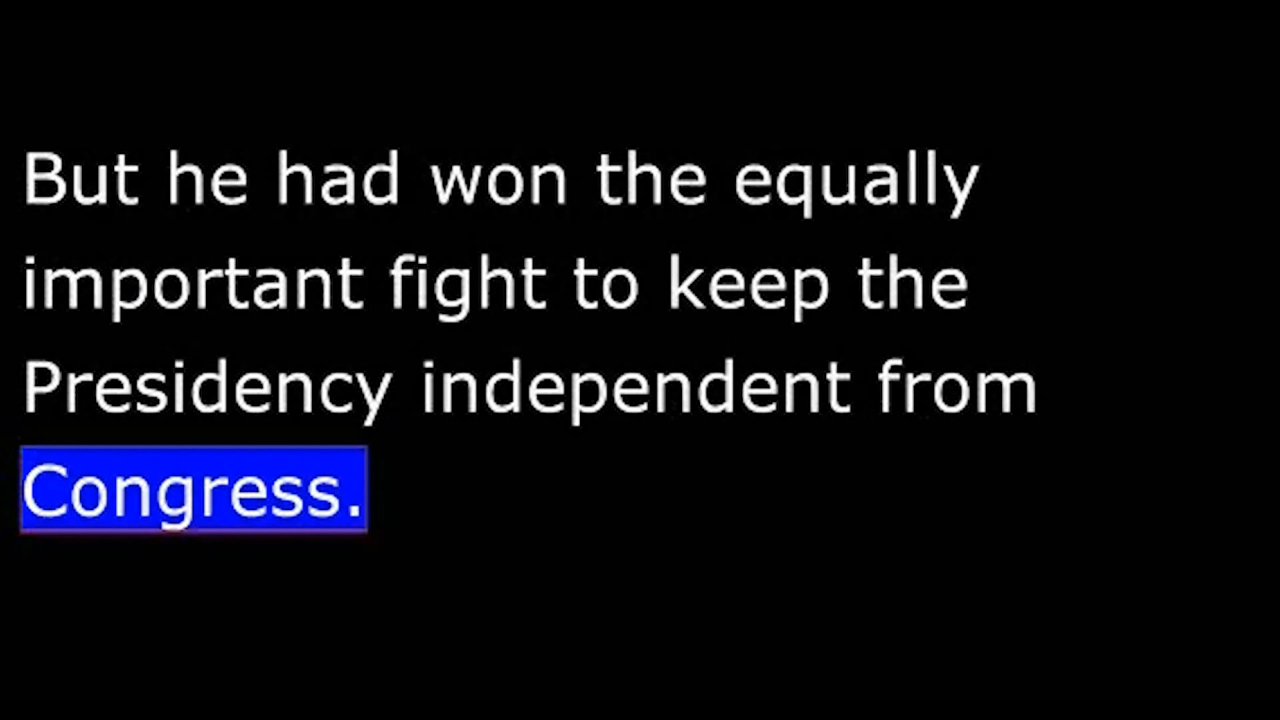 But he had won the equally
important fight to keep the
Presidency independent from
Congress.